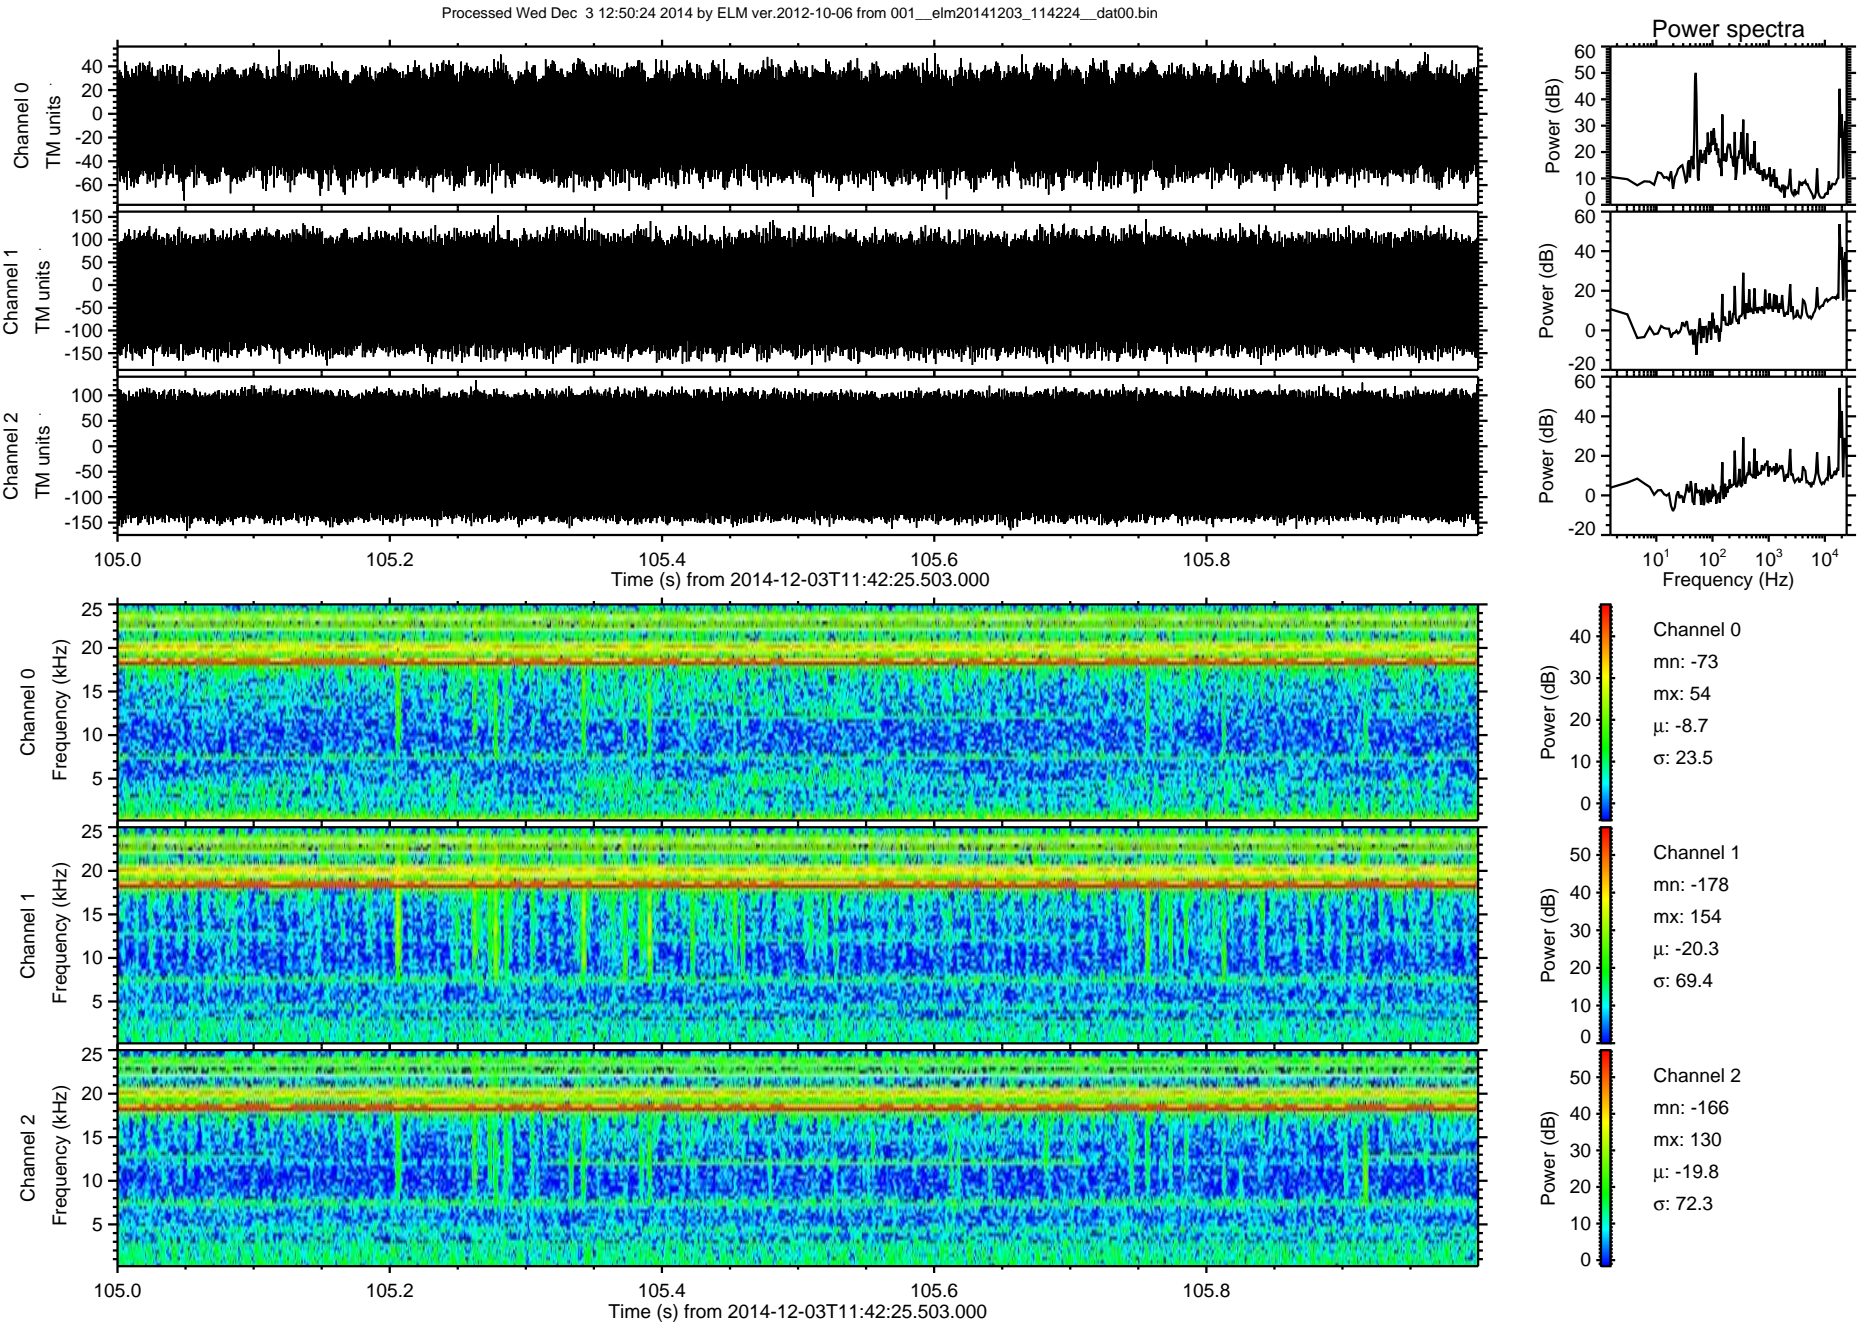 Processed Wed Dec  3 12:50:24 2014 by ELM ver.2012-10-06 from 001__elm20141203_114224__dat00.bin
Power spectra
Channel 0
TM units
40
20
0
-20
-40
-60
Power (dB)
60
50
40
30
20
10
0
Channel 1
TM units
150
100
50
0
-50
-100
-150
Power (dB)
60
40
20
0
-20
Channel 2
TM units
100
50
0
-50
-100
-150
Power (dB)
60
40
20
0
-20
105.0 105.2 105.4 105.6 105.8
Time (s) from 2014-12-03T11:42:25.503.000
10¹ 10² 10³ 10⁴
Frequency (Hz)
Channel 0
Frequency (kHz)
25
20
15
10
5
Power (dB)
40
30
20
10
0
Channel 0
mn: -73
mx: 54
μ: -8.7
σ: 23.5
Channel 1
Frequency (kHz)
25
20
15
10
5
Power (dB)
50
40
30
20
10
0
Channel 1
mn: -178
mx: 154
μ: -20.3
σ: 69.4
Channel 2
Frequency (kHz)
25
20
15
10
5
Power (dB)
50
40
30
20
10
0
Channel 2
mn: -166
mx: 130
μ: -19.8
σ: 72.3
105.0 105.2 105.4 105.6 105.8
Time (s) from 2014-12-03T11:42:25.503.000